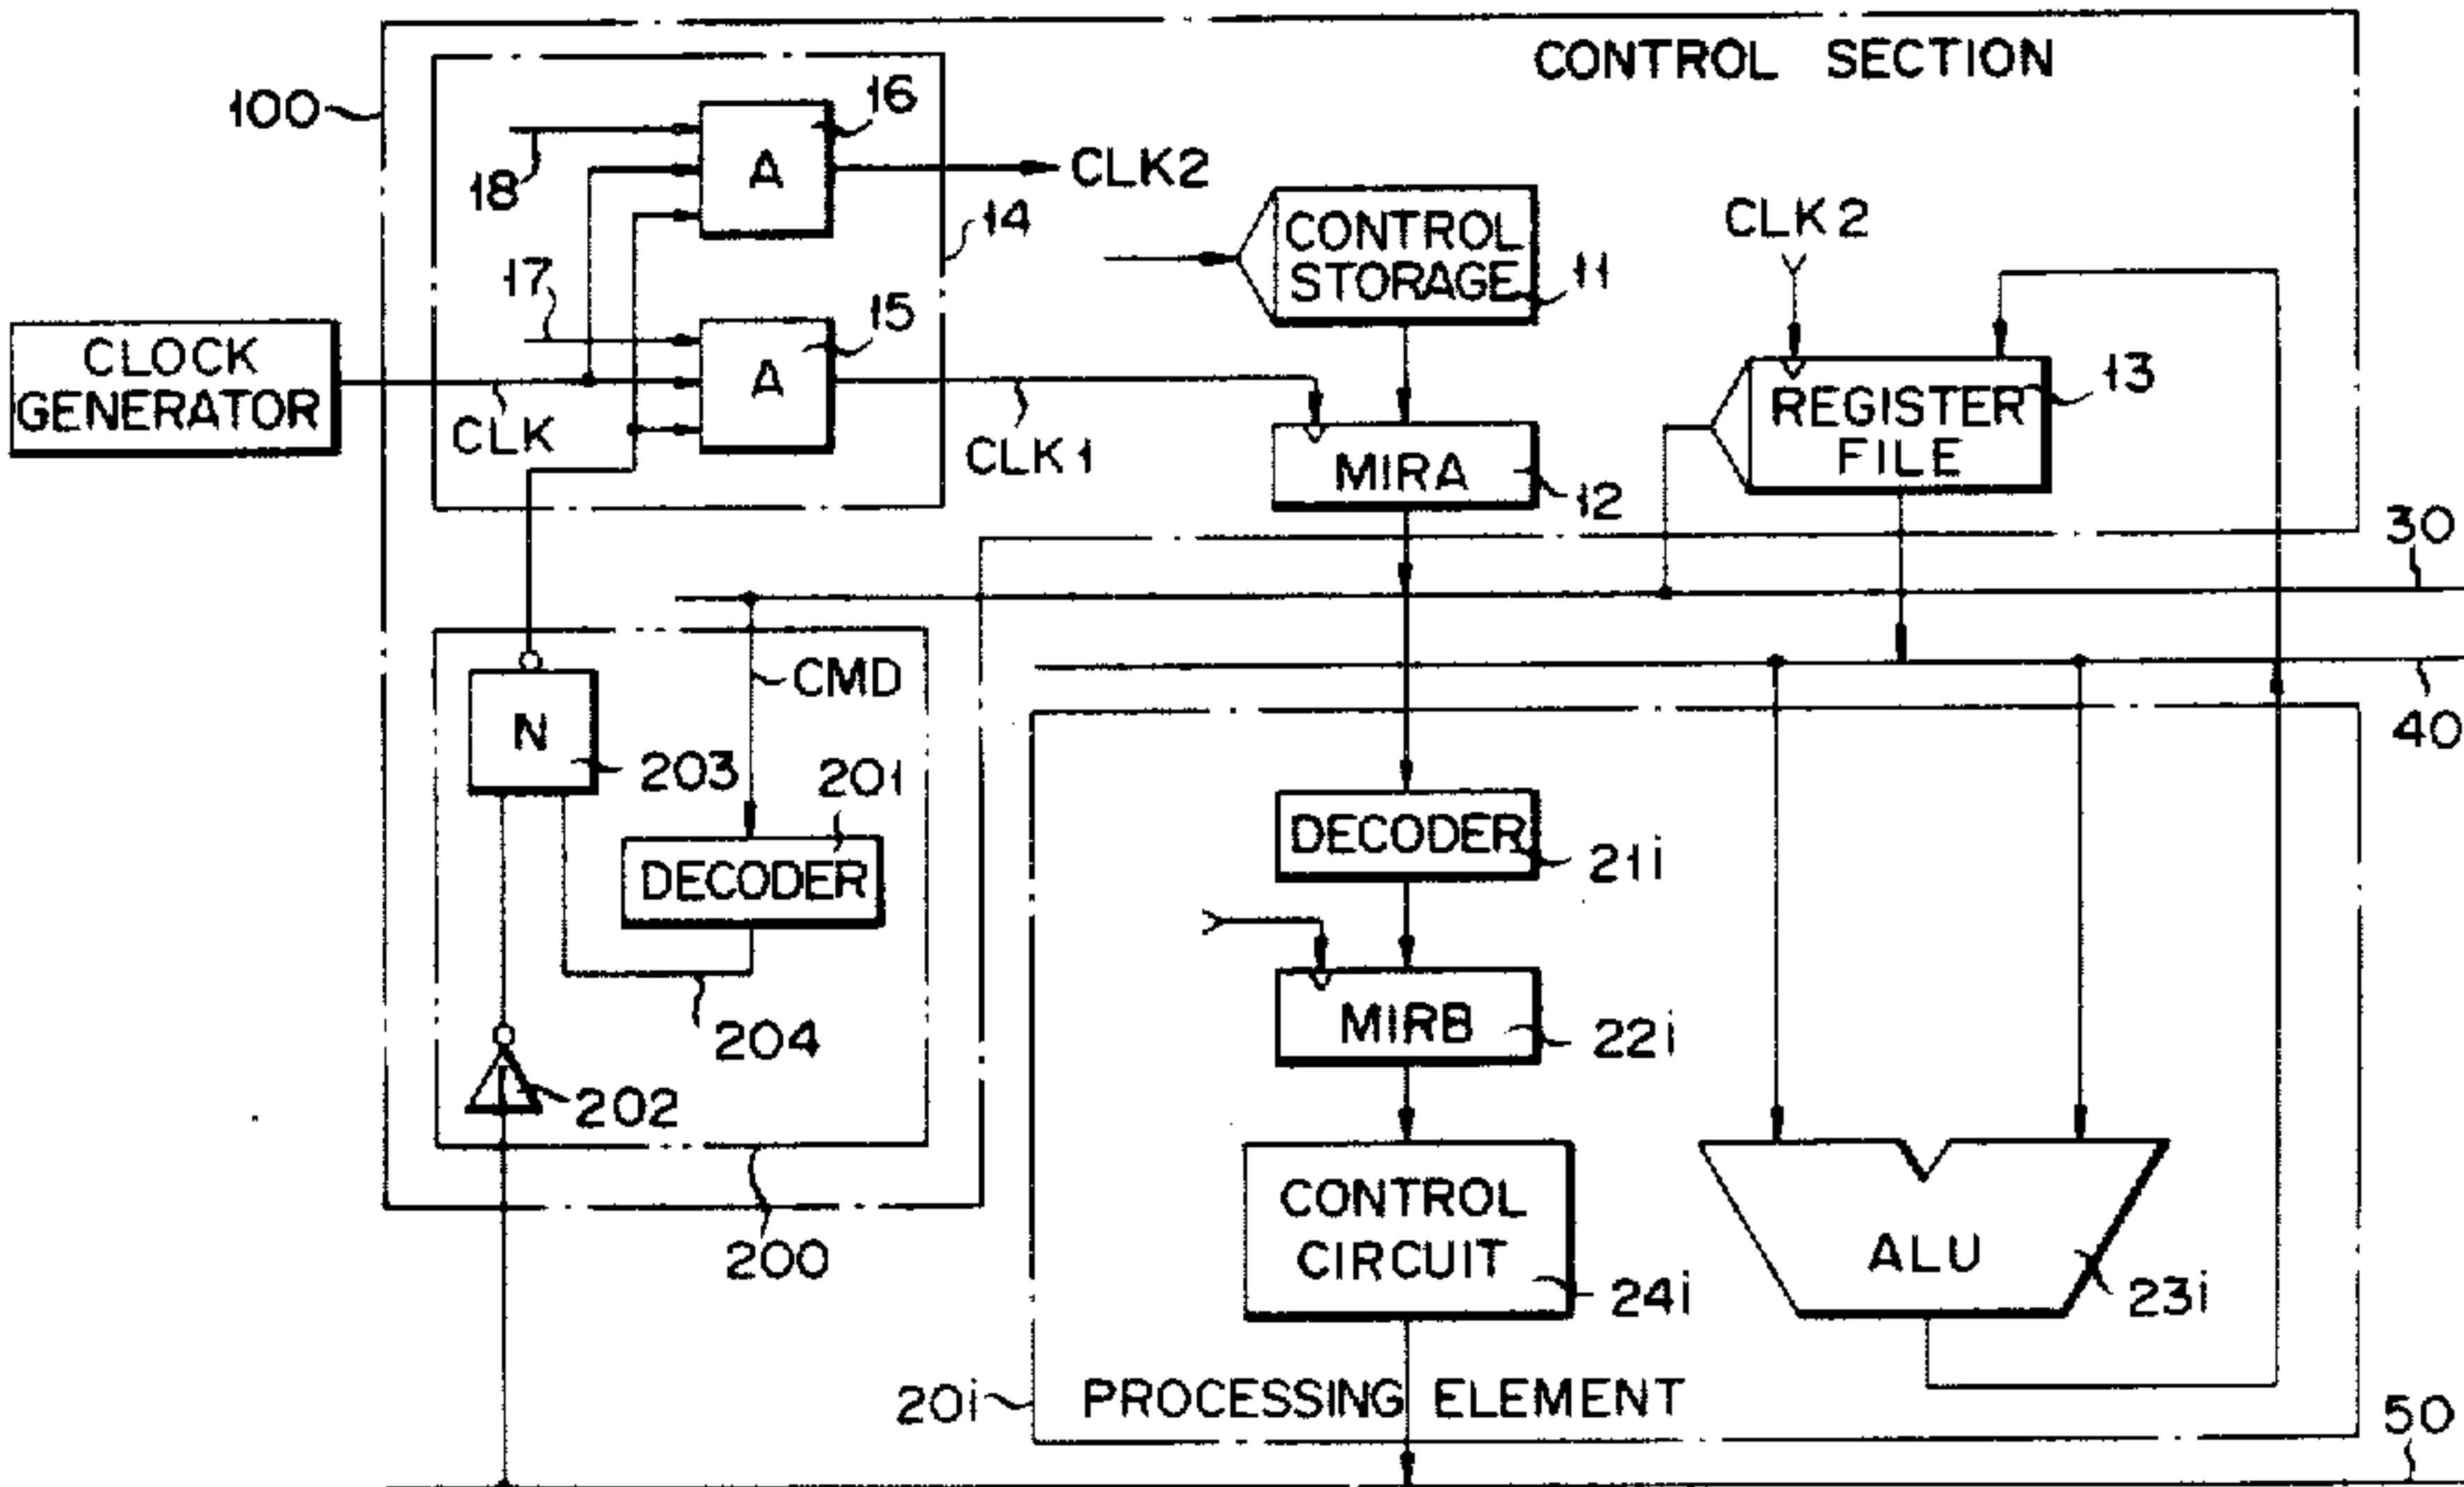 CONTROL SECTION
100
16
A
18
CLK2
14
CONTROL
STORAGE
11
CLK2
17
15
CLOCK
GENERATOR
A
CLK
CLK1
MIRA
12
REGISTER
FILE
13
30
CMD
N
203
201
DECODER
40
DECODER
21i
204
MIRB
22i
202
CONTROL
CIRCUIT
24i
ALU
23i
200
20i
PROCESSING ELEMENT
50